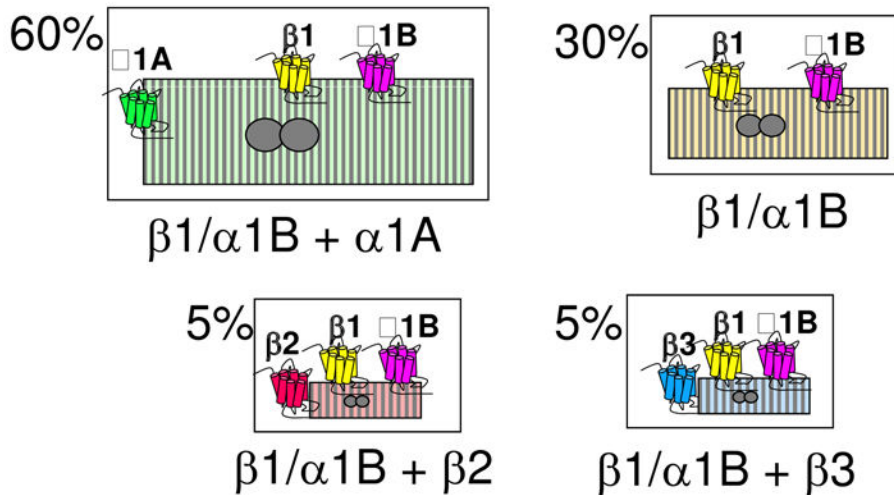 60%
□1A
β1
□1B
β1/α1B + α1A
30%
β1
□1B
β1/α1B
5%
β2
β1
□1B
β1/α1B + β2
5%
β3
β1
□1B
β1/α1B + β3